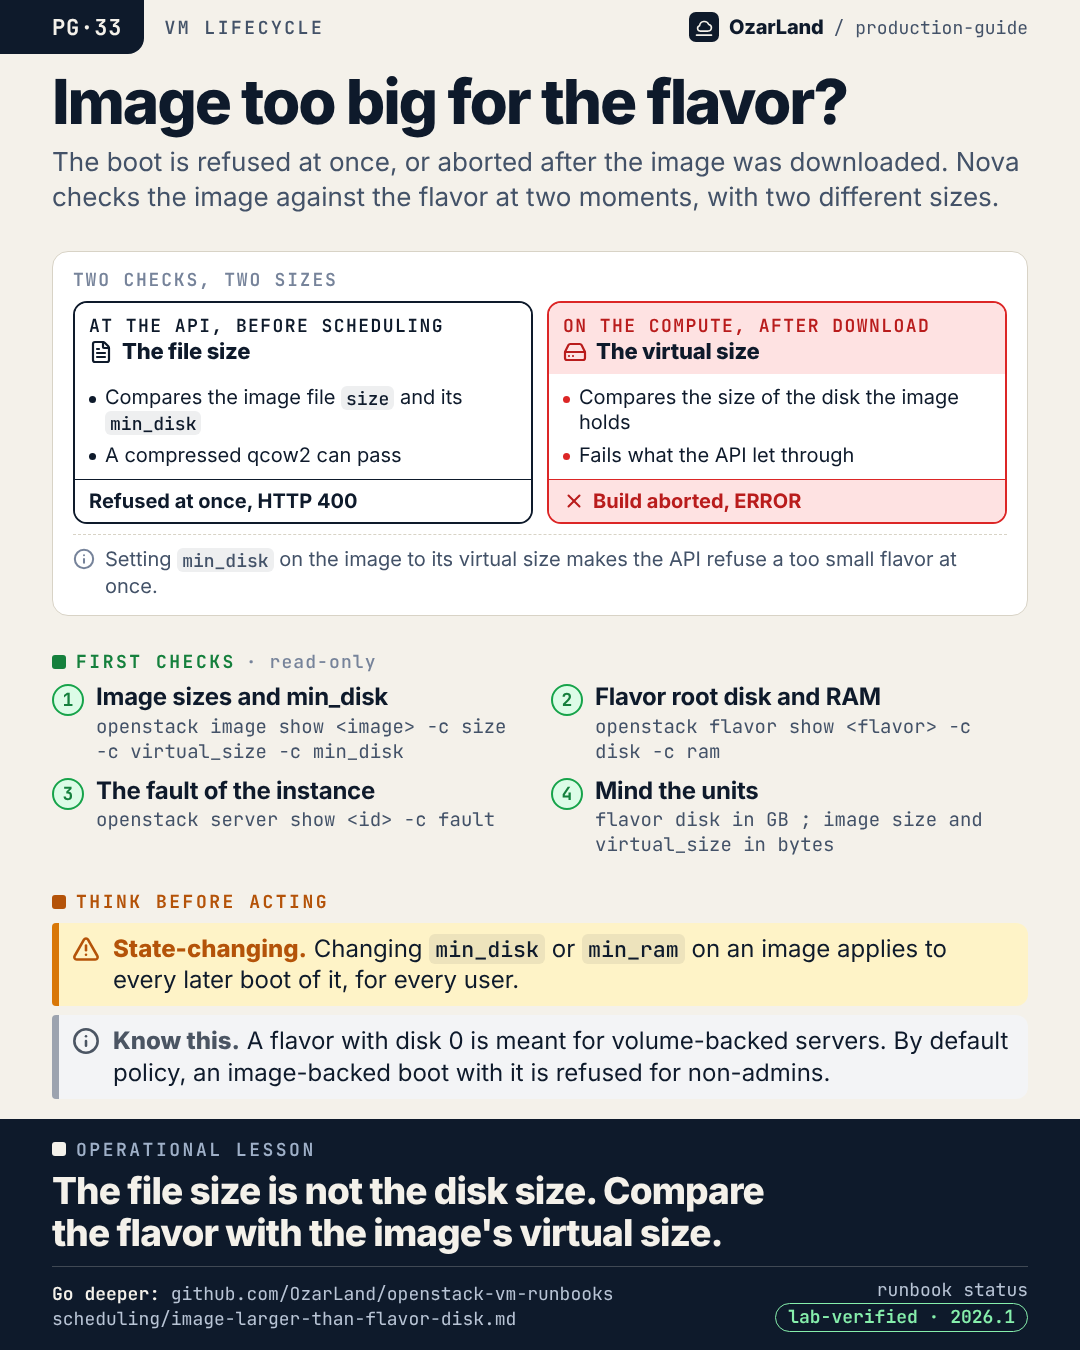 PG·33
VM LIFECYCLE
OzarLand / production-guide
Image too big for the flavor?
The boot is refused at once, or aborted after the image was downloaded. Nova
checks the image against the flavor at two moments, with two different sizes.
TWO CHECKS, TWO SIZES
AT THE API, BEFORE SCHEDULING
The file size
• Compares the image file size and its
min_disk
• A compressed qcow2 can pass
Refused at once, HTTP 400
ON THE COMPUTE, AFTER DOWNLOAD
The virtual size
• Compares the size of the disk the image
holds
• Fails what the API let through
Build aborted, ERROR
Setting min_disk on the image to its virtual size makes the API refuse a too small flavor at
once.
FIRST CHECKS · read-only
1 Image sizes and min_disk
openstack image show <image> -c size
-c virtual_size -c min_disk
2 Flavor root disk and RAM
openstack flavor show <flavor> -c
disk -c ram
3 The fault of the instance
openstack server show <id> -c fault
4 Mind the units
flavor disk in GB ; image size and
virtual_size in bytes
THINK BEFORE ACTING
State-changing. Changing min_disk or min_ram on an image applies to
every later boot of it, for every user.
Know this. A flavor with disk 0 is meant for volume-backed servers. By default
policy, an image-backed boot with it is refused for non-admins.
OPERATIONAL LESSON
The file size is not the disk size. Compare
the flavor with the image's virtual size.
Go deeper: github.com/OzarLand/openstack-vm-runbooks
scheduling/image-larger-than-flavor-disk.md
runbook status
lab-verified · 2026.1